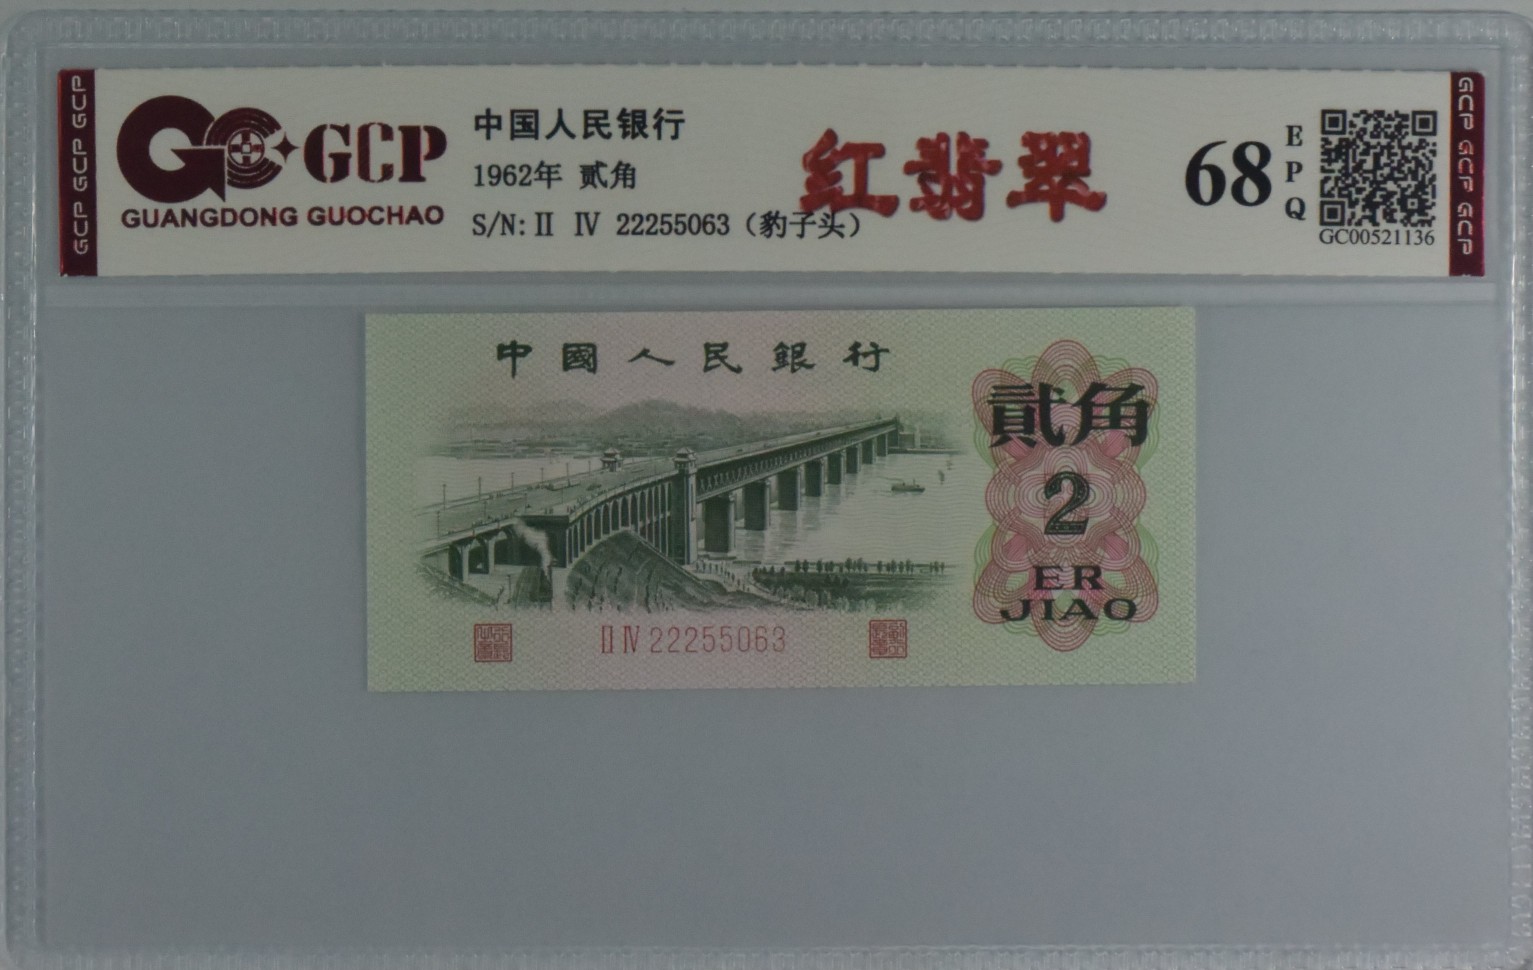 GCP GCP GCP
GCP
GUANGDONG GUOCHAO
中国人民银行
1962年 贰角
S/N: II IV 22255063（豹子头）
红翡翠
68
EPQ
GC00521136
GCP GCP GCP
中國人民銀行
貳角
2
ER
JIAO
II IV 22255063